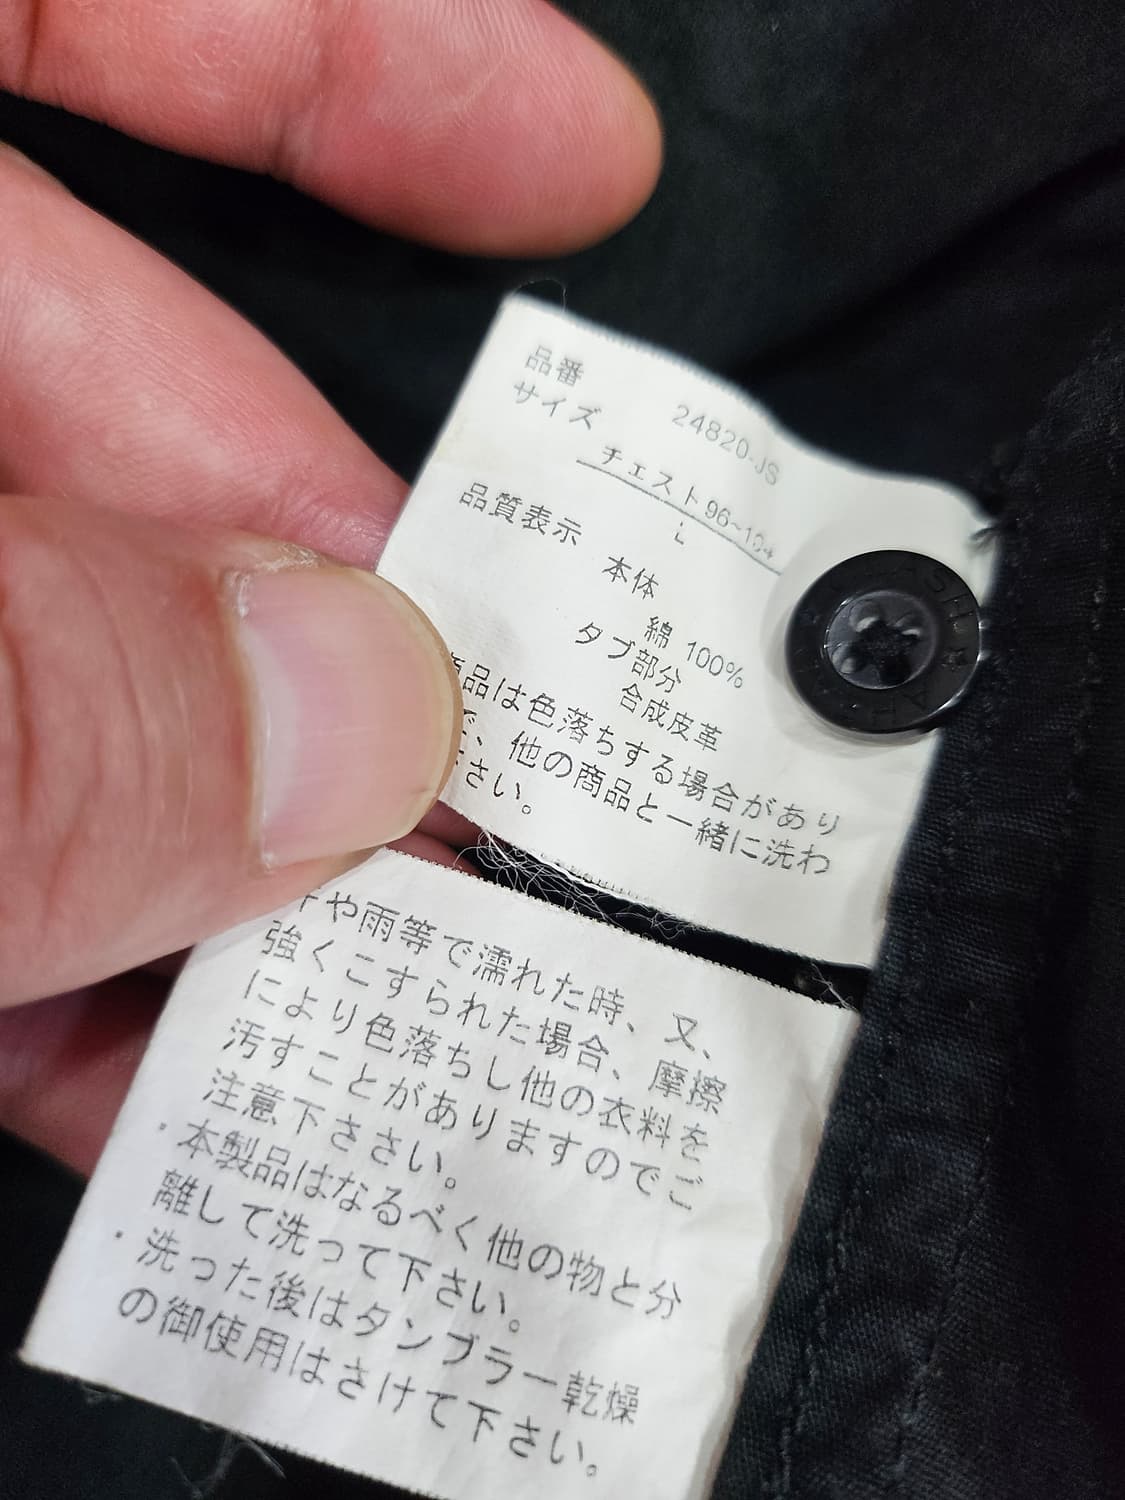 品番 24820-JS
サイズ
チェスト96~104
L
品質表示
本体
綿 100%
タブ部分
合成皮革
商品は色落ちする場合があり
で、他の商品と一緒に洗わ
ださい。
や雨等で濡れた時、又、
強くこすられた場合、摩擦
により色落ちし他の衣料を
汚すことがありますのでご
注意下ささい。
・本製品はなるべく他の物と分
離して洗って下さい。
・洗った後はタンブラー乾燥
の御使用はさけて下さい。